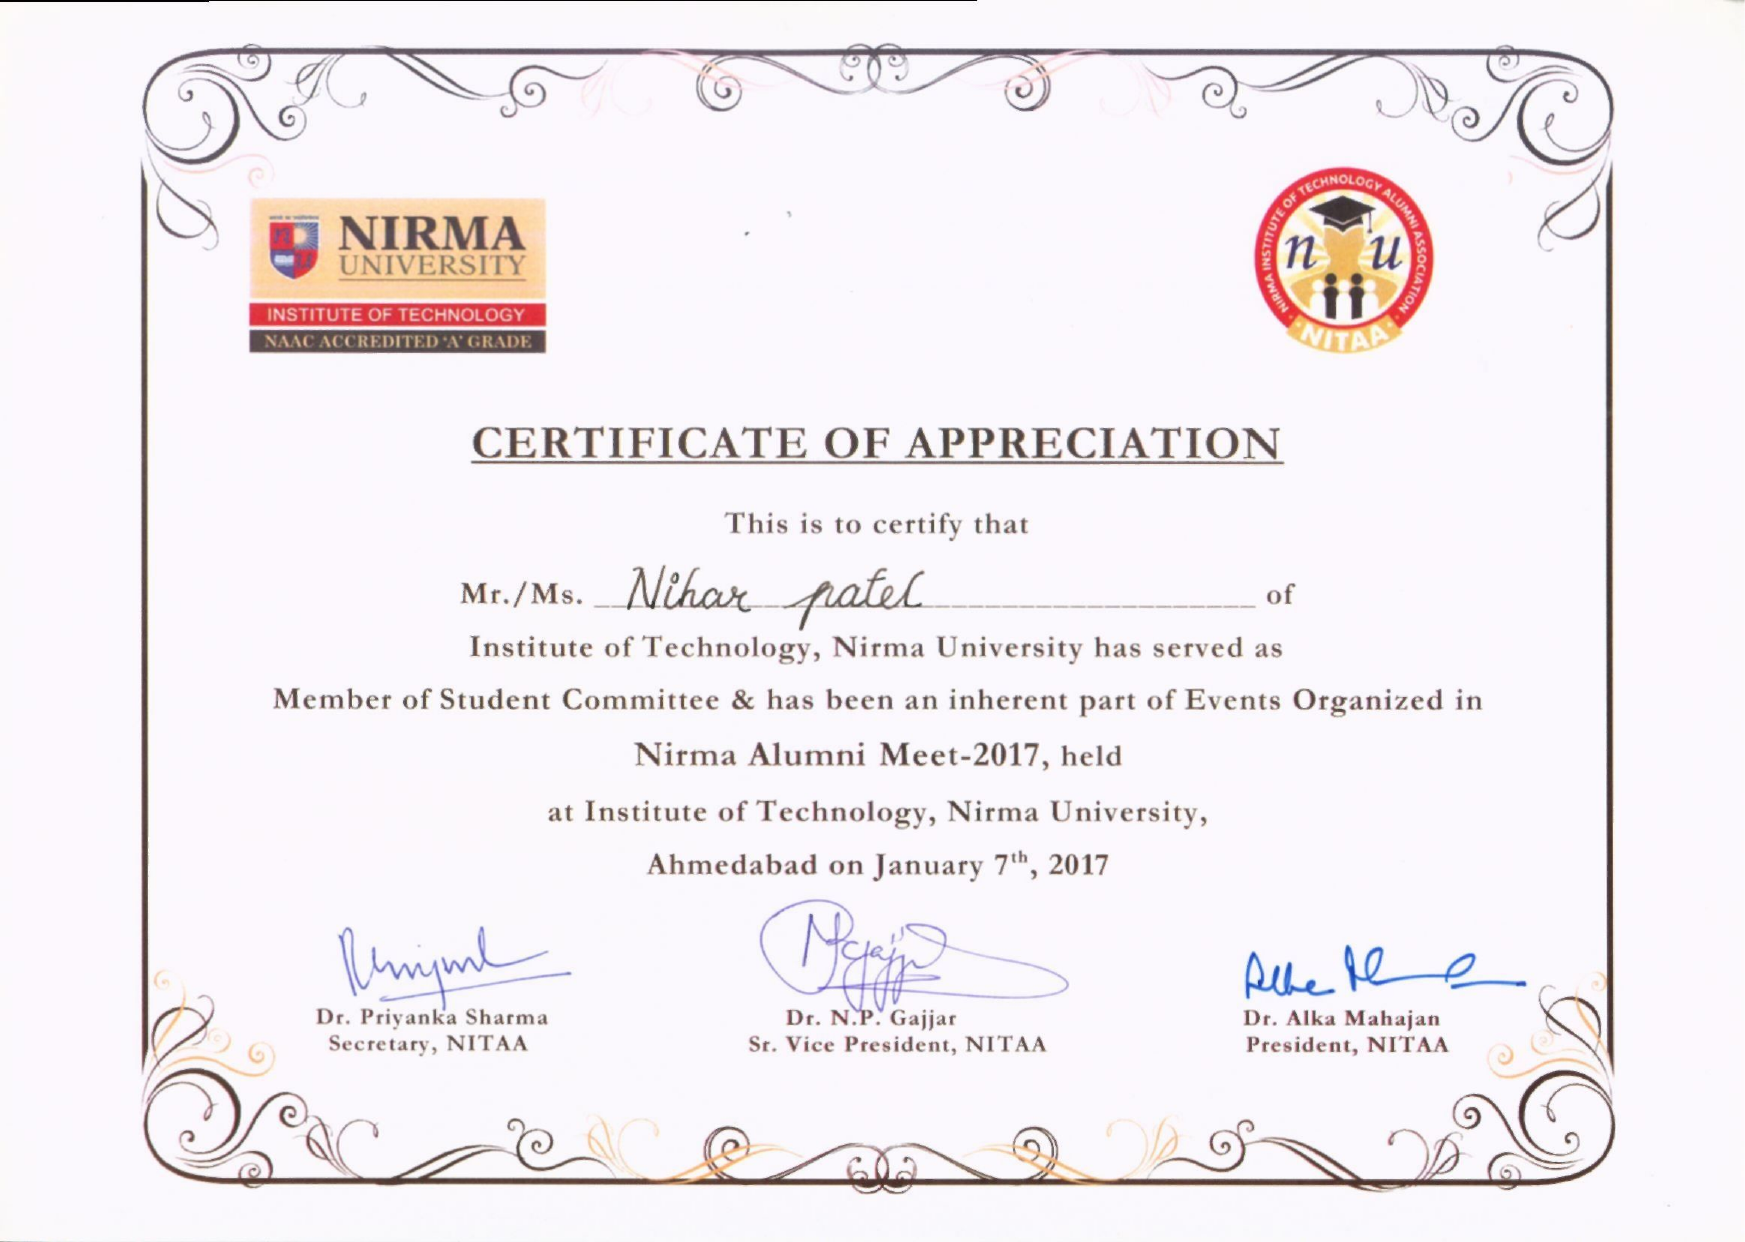 NIRMA
UNIVERSITY
INSTITUTE OF TECHNOLOGY
NAAC ACCREDITED 'A' GRADE
NIRMA INSTITUTE OF TECHNOLOGY ALUMNI ASSOCIATION
n u
NITAA
CERTIFICATE OF APPRECIATION
This is to certify that
Mr./Ms. Nihar patel of
Institute of Technology, Nirma University has served as
Member of Student Committee & has been an inherent part of Events Organized in
Nirma Alumni Meet-2017, held
at Institute of Technology, Nirma University,
Ahmedabad on January 7th, 2017
Dr. Priyanka Sharma
Secretary, NITAA
Dr. N.P. Gajjar
Sr. Vice President, NITAA
Dr. Alka Mahajan
President, NITAA